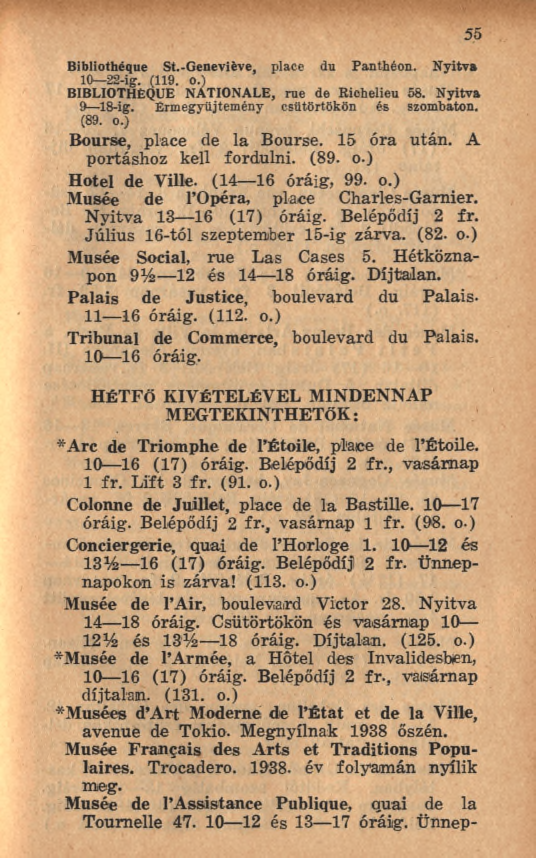 55
Bibliothéque St.-Geneviève, place du Panthéon. Nyitva
10—22-ig. (119. o.)
BIBLIOTHÈQUE NATIONALE, rue de Richelieu 58. Nyitva
9—18-ig. Éremgyüjtemény csütörtökön és szombaton.
(89. o.)
Bourse, place de la Bourse. 15 óra után. A
portáshoz kell fordulni. (89. o.)
Hotel de Ville. (14—16 óráig, 99. o.)
Musée de l'Opéra, place Charles-Garnier.
Nyitva 13—16 (17) óráig. Belépődíj 2 fr.
Július 16-tól szeptember 15-ig zárva. (82. o.)
Musée Social, rue Las Cases 5. Hétközna-
pon 9½—12 és 14—18 óráig. Díjtalan.
Palais de Justice, boulevard du Palais.
11—16 óráig. (112. o.)
Tribunal de Commerce, boulevard du Palais.
10—16 óráig.
HÉTFŐ KIVÉTELÉVEL MINDENNAP
MEGTEKINTHETŐK:
*Arc de Triomphe de l'Étoile, place de l'Étoile.
10—16 (17) óráig. Belépődíj 2 fr., vasárnap
1 fr. Lift 3 fr. (91. o.)
Colonne de Juillet, place de la Bastille. 10—17
óráig. Belépődíj 2 fr., vasárnap 1 fr. (98. o.)
Conciergerie, quai de l'Horloge 1. 10—12 és
13½—16 (17) óráig. Belépődíj 2 fr. Ünnep-
napokon is zárva! (113. o.)
Musée de l'Air, boulevard Victor 28. Nyitva
14—18 óráig. Csütörtökön és vasárnap 10—
12½ és 13½—18 óráig. Díjtalan. (125. o.)
*Musée de l'Armée, a Hôtel des Invalidesben,
10—16 (17) óráig. Belépődíj 2 fr., vasárnap
díjtalan. (131. o.)
*Musées d'Art Moderne de l'État et de la Ville,
avenue de Tokio. Megnyílnak 1938 őszén.
Musée Français des Arts et Traditions Popu-
laires. Trocadero. 1938. év folyamán nyílik
meg.
Musée de l'Assistance Publique, quai de la
Tournelle 47. 10—12 és 13—17 óráig. Ünnep-